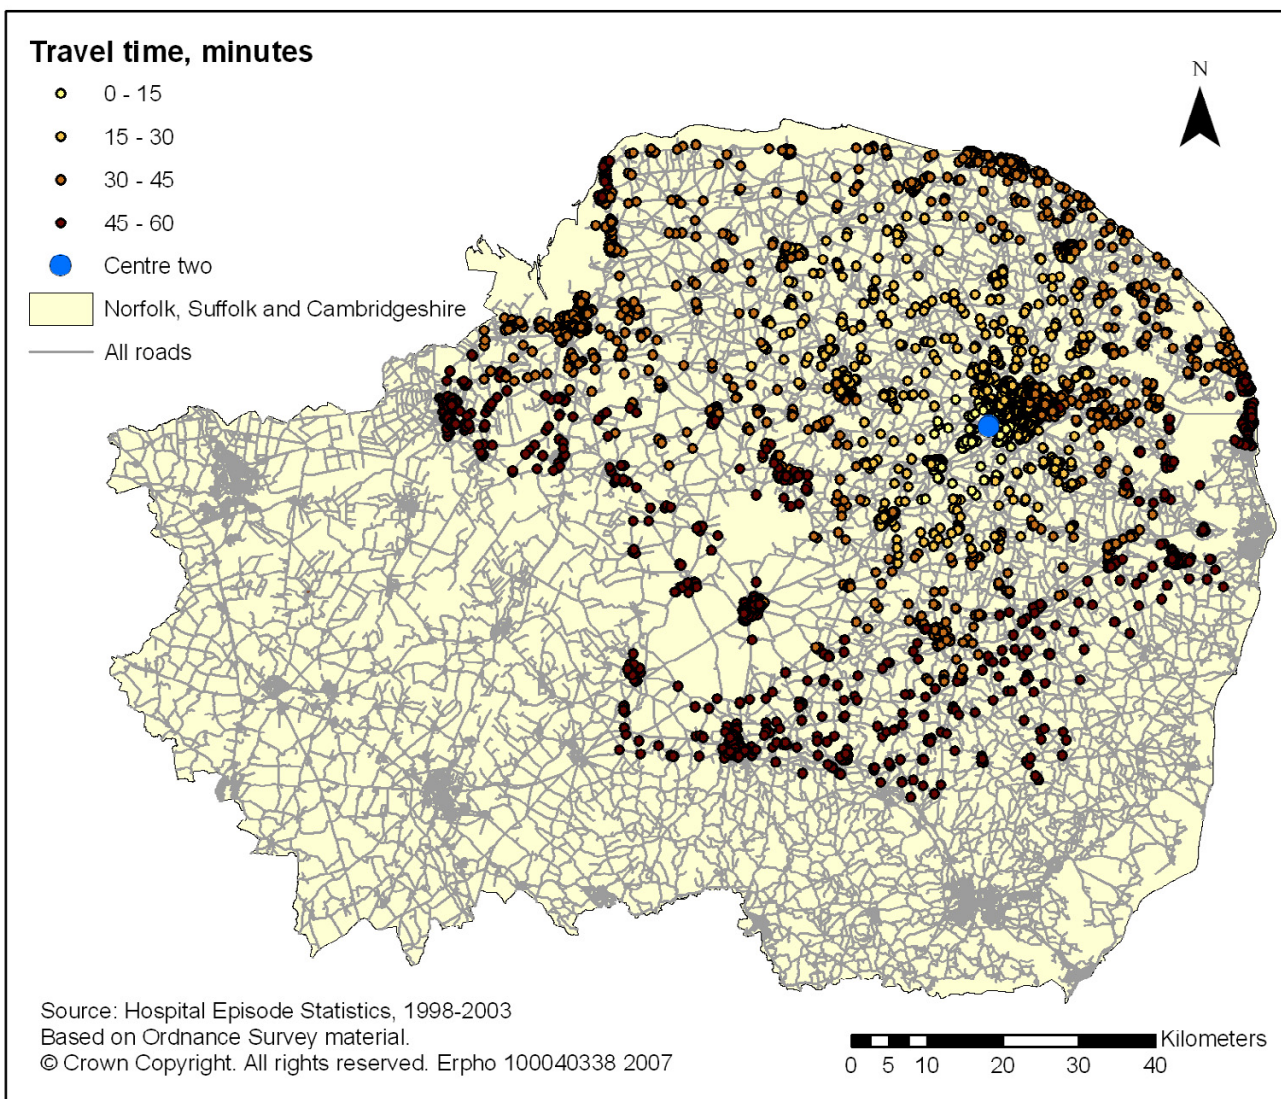 Travel time, minutes
0 - 15
15 - 30
30 - 45
45 - 60
Centre two
Norfolk, Suffolk and Cambridgeshire
All roads
N
Source: Hospital Episode Statistics, 1998-2003
Based on Ordnance Survey material.
© Crown Copyright. All rights reserved. Erpho 100040338 2007
Kilometers
0 5 10 20 30 40